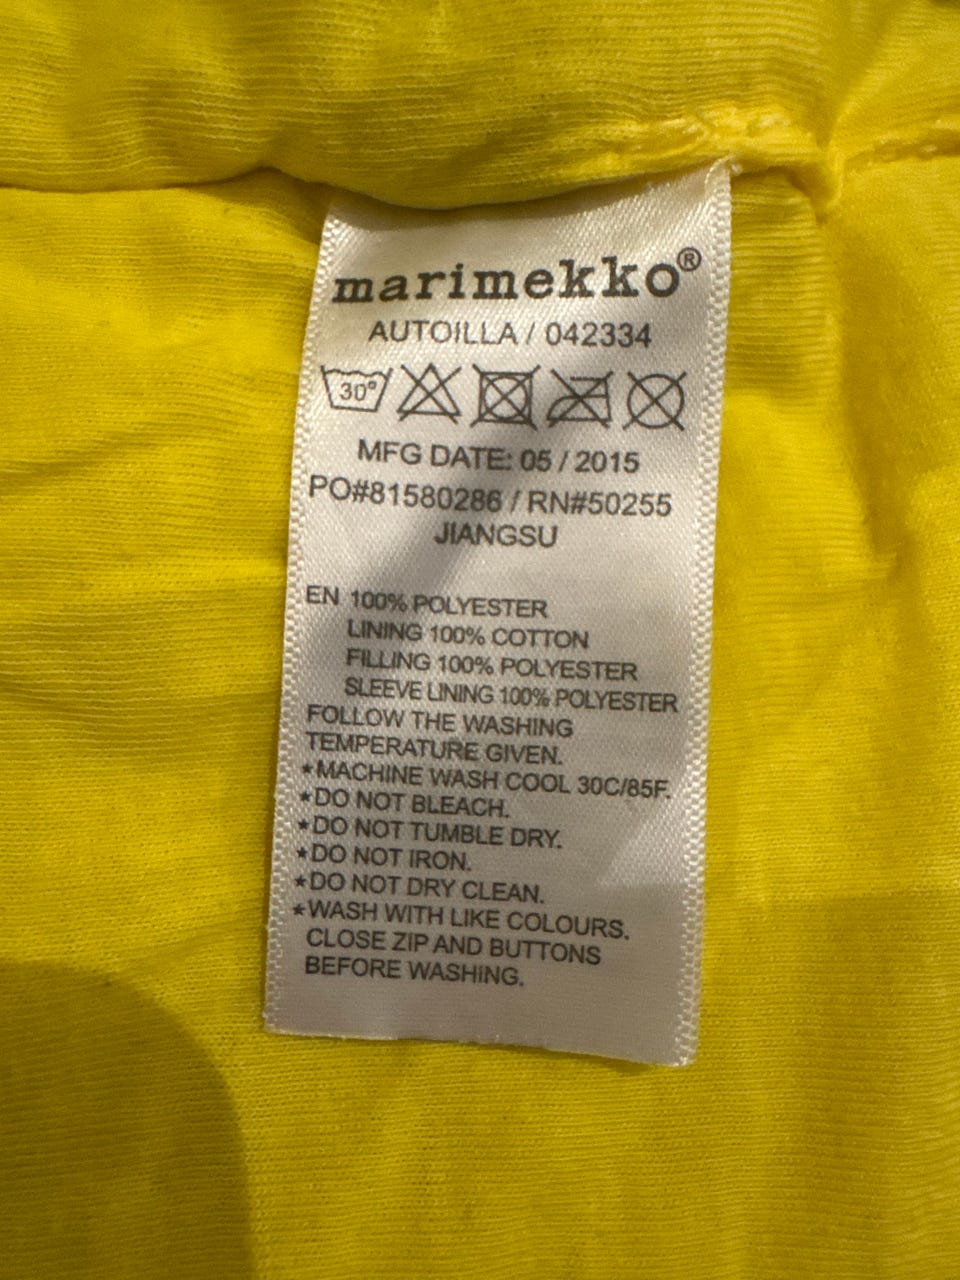 marimekko®
AUTOILLA / 042334
30°
MFG DATE: 05 / 2015
PO#81580286 / RN#50255
JIANGSU
EN 100% POLYESTER
LINING 100% COTTON
FILLING 100% POLYESTER
SLEEVE LINING 100% POLYESTER
FOLLOW THE WASHING
TEMPERATURE GIVEN.
*MACHINE WASH COOL 30C/85F.
*DO NOT BLEACH.
*DO NOT TUMBLE DRY.
*DO NOT IRON.
*DO NOT DRY CLEAN.
*WASH WITH LIKE COLOURS.
CLOSE ZIP AND BUTTONS
BEFORE WASHING.